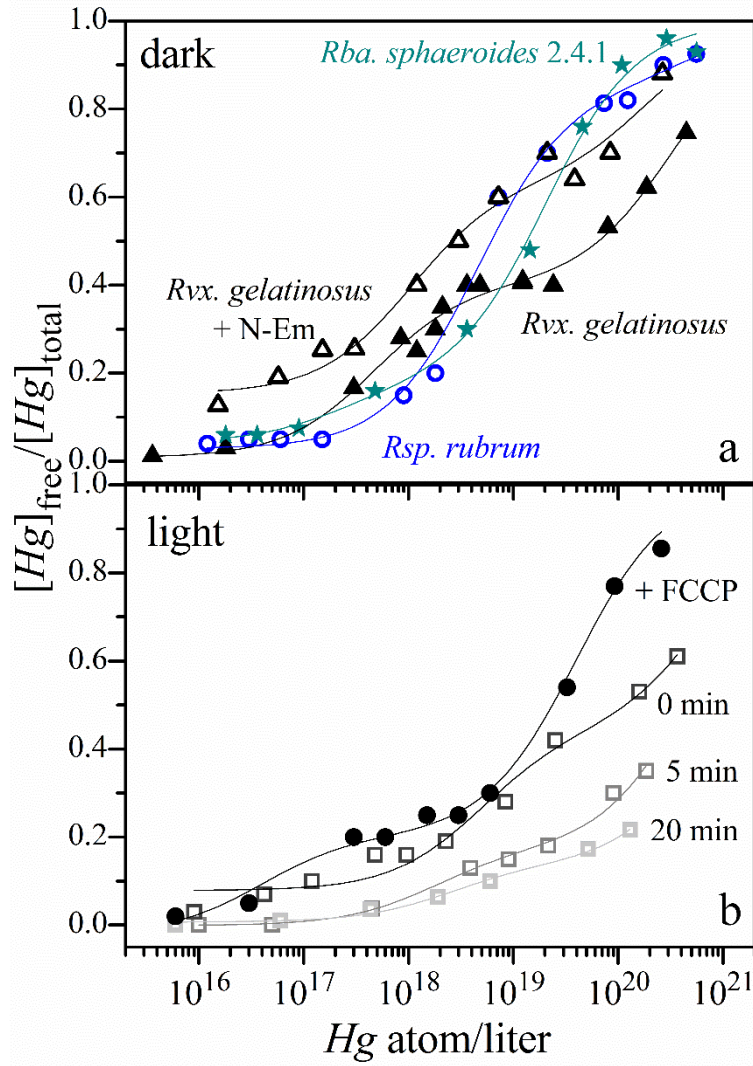 dark
Rba. sphaeroides 2.4.1
Rvx. gelatinosus
+ N-Em
Rvx. gelatinosus
Rsp. rubrum
a
1.0
0.8
0.6
0.4
0.2
0.0
[Hg]free/[Hg]total
light
+ FCCP
0 min
5 min
20 min
b
1.0
0.8
0.6
0.4
0.2
0.0
10^16 10^17 10^18 10^19 10^20 10^21
Hg atom/liter